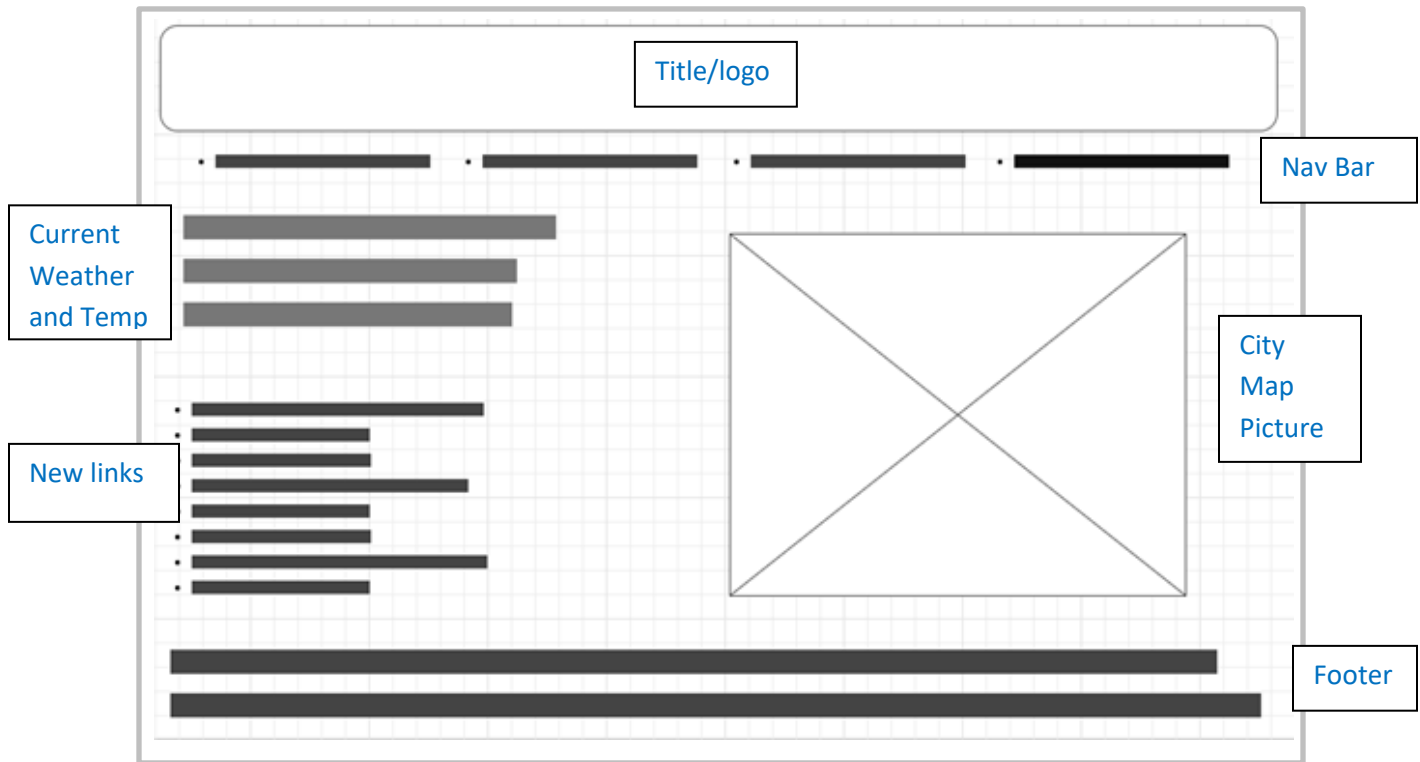 Title/logo
Nav Bar
Current
Weather
and Temp
City
Map
Picture
New links
Footer